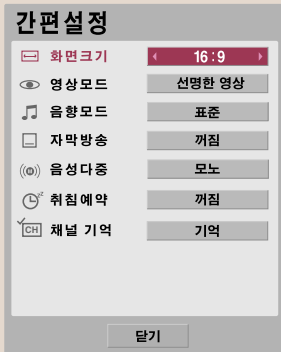 간편설정
화면크기 16:9
영상모드 선명한 영상
음향모드 표준
자막방송 꺼짐
음성다중 모노
취침예약 꺼짐
CH 채널 기억 기억
닫기